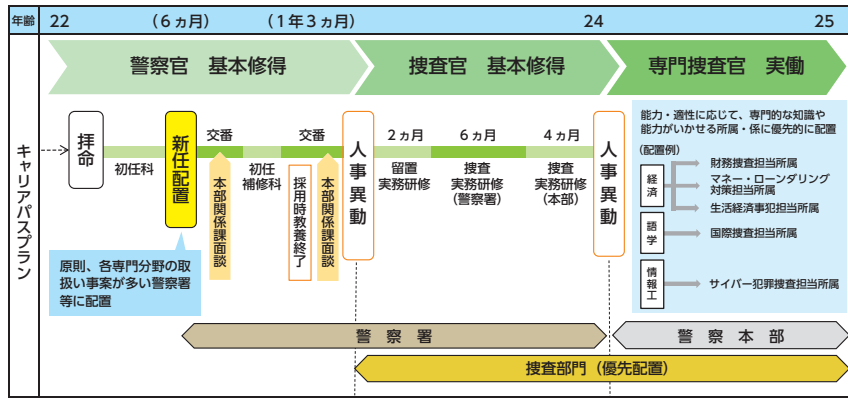 年齢
22
（6ヵ月）
（1年3ヵ月）
24
25
キャリアパスプラン
警察官　基本修得
捜査官　基本修得
専門捜査官　実働
拝命
初任科
新任配置
交番
本部関係課面談
初任
補修科
交番
採用時教養終了
本部関係課面談
人事異動
2ヵ月
留置
実務研修
6ヵ月
捜査
実務研修
(警察署)
4ヵ月
捜査
実務研修
(本部)
人事異動
能力・適性に応じて、専門的な知識や
能力がいかせる所属・係に優先的に配置
(配置例)
経済
財務捜査担当所属
マネー・ローンダリング
対策担当所属
生活経済事犯担当所属
語学
国際捜査担当所属
情報工
サイバー犯罪捜査担当所属
原則、各専門分野の取
扱い事案が多い警察署
等に配置
警察署
警察本部
捜査部門（優先配置）